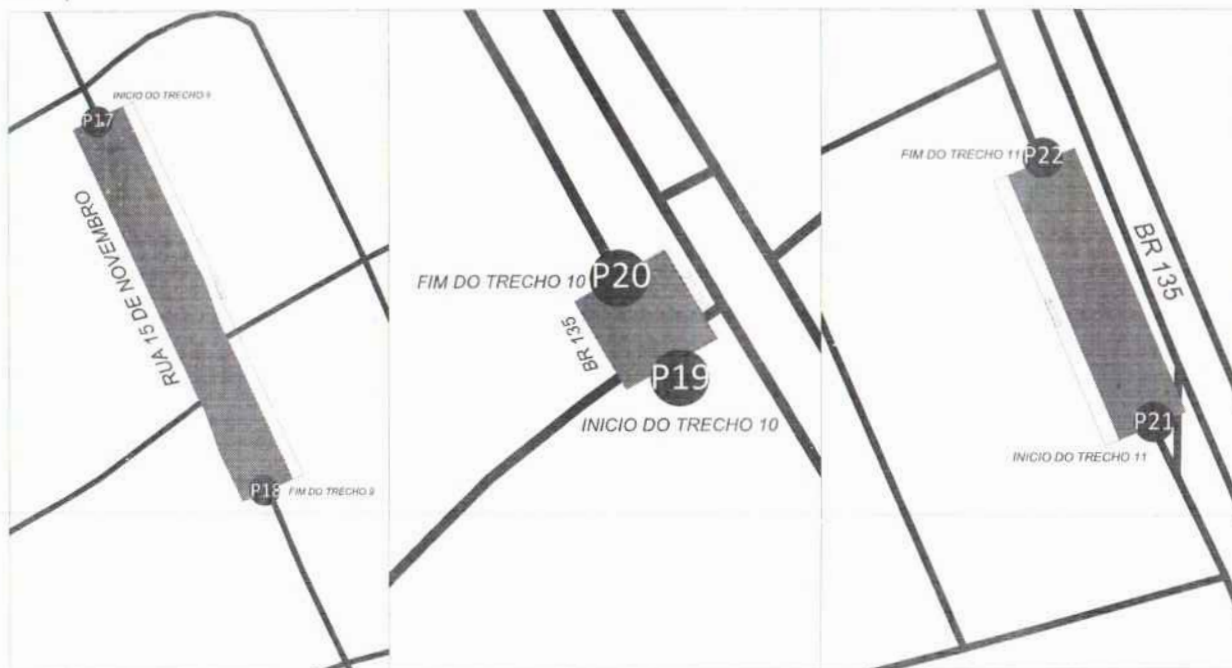 INICIO DO TRECHO 9
P17
RUA 15 DE NOVEMBRO
P18
FIM DO TRECHO 9
P20
FIM DO TRECHO 10
BR 135
P19
INICIO DO TRECHO 10
FIM DO TRECHO 11
P22
BR 135
P21
INICIO DO TRECHO 11